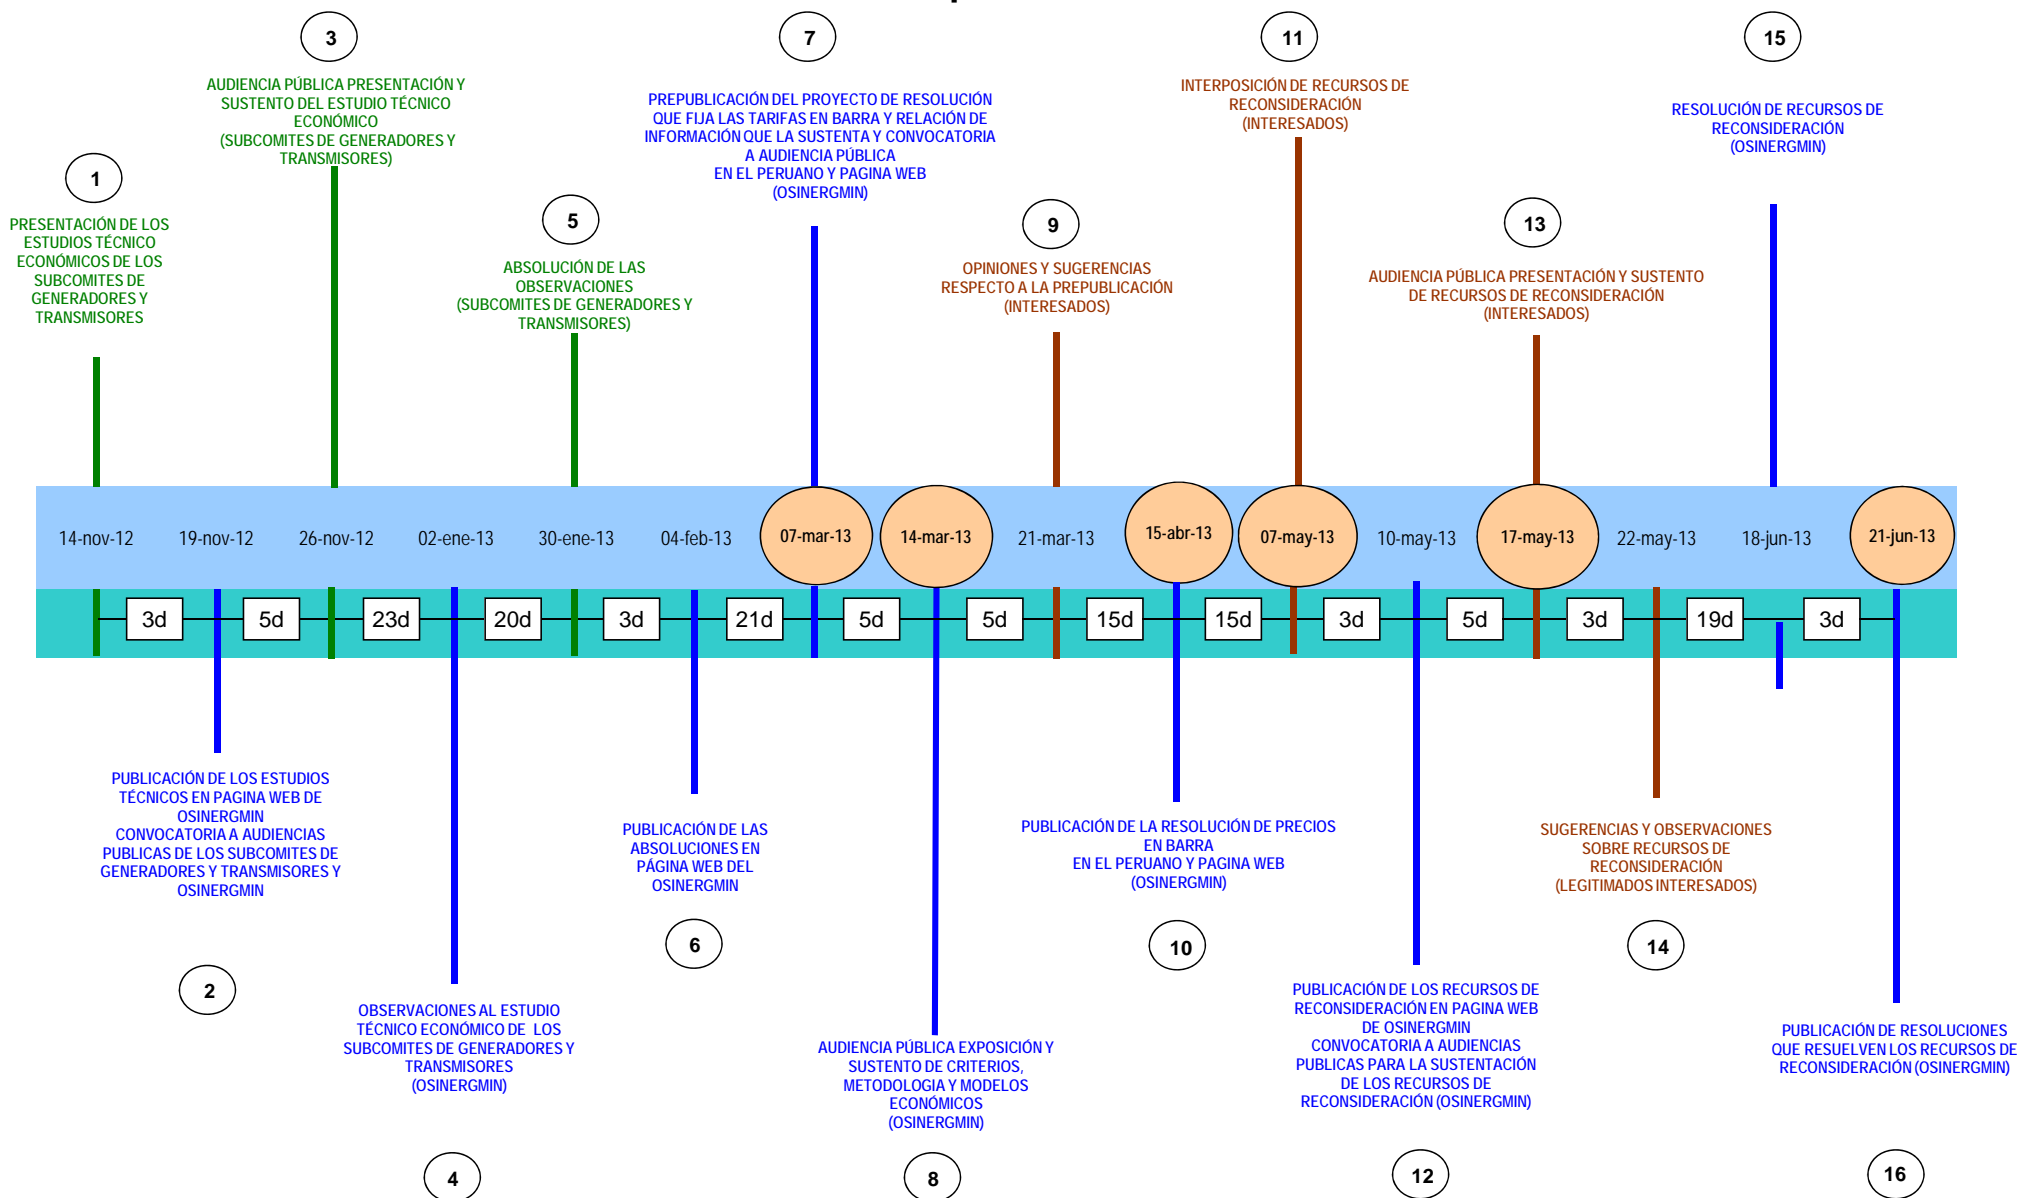 3
7
11
15
AUDIENCIA PÚBLICA PRESENTACIÓN Y
SUSTENTO DEL ESTUDIO TÉCNICO
ECONÓMICO
(SUBCOMITES DE GENERADORES Y
TRANSMISORES)
PREPUBLICACIÓN DEL PROYECTO DE RESOLUCIÓN
QUE FIJA LAS TARIFAS EN BARRA Y RELACIÓN DE
INFORMACIÓN QUE LA SUSTENTA Y CONVOCATORIA
A AUDIENCIA PÚBLICA
EN EL PERUANO Y PAGINA WEB
(OSINERGMIN)
INTERPOSICIÓN DE RECURSOS DE
RECONSIDERACIÓN
(INTERESADOS)
RESOLUCIÓN DE RECURSOS DE
RECONSIDERACIÓN
(OSINERGMIN)
1
PRESENTACIÓN DE LOS
ESTUDIOS TÉCNICO
ECONÓMICOS DE LOS
SUBCOMITES DE
GENERADORES Y
TRANSMISORES
5
ABSOLUCIÓN DE LAS
OBSERVACIONES
(SUBCOMITES DE GENERADORES Y
TRANSMISORES)
9
OPINIONES Y SUGERENCIAS
RESPECTO A LA PREPUBLICACIÓN
(INTERESADOS)
13
AUDIENCIA PÚBLICA PRESENTACIÓN Y SUSTENTO
DE RECURSOS DE RECONSIDERACIÓN
(INTERESADOS)
14-nov-12
19-nov-12
26-nov-12
02-ene-13
30-ene-13
04-feb-13
07-mar-13
14-mar-13
21-mar-13
15-abr-13
07-may-13
10-may-13
17-may-13
22-may-13
18-jun-13
21-jun-13
3d
5d
23d
20d
3d
21d
5d
5d
15d
15d
3d
5d
3d
19d
3d
PUBLICACIÓN DE LOS ESTUDIOS
TÉCNICOS EN PAGINA WEB DE
OSINERGMIN
CONVOCATORIA A AUDIENCIAS
PUBLICAS DE LOS SUBCOMITES DE
GENERADORES Y TRANSMISORES Y
OSINERGMIN
2
OBSERVACIONES AL ESTUDIO
TÉCNICO ECONÓMICO DE LOS
SUBCOMITES DE GENERADORES Y
TRANSMISORES
(OSINERGMIN)
4
PUBLICACIÓN DE LAS
ABSOLUCIONES EN
PÁGINA WEB DEL
OSINERGMIN
6
AUDIENCIA PÚBLICA EXPOSICIÓN Y
SUSTENTO DE CRITERIOS,
METODOLOGIA Y MODELOS
ECONÓMICOS
(OSINERGMIN)
8
PUBLICACIÓN DE LA RESOLUCIÓN DE PRECIOS
EN BARRA
EN EL PERUANO Y PAGINA WEB
(OSINERGMIN)
10
PUBLICACIÓN DE LOS RECURSOS DE
RECONSIDERACIÓN EN PAGINA WEB
DE OSINERGMIN
CONVOCATORIA A AUDIENCIAS
PUBLICAS PARA LA SUSTENTACIÓN
DE LOS RECURSOS DE
RECONSIDERACIÓN (OSINERGMIN)
12
SUGERENCIAS Y OBSERVACIONES
SOBRE RECURSOS DE
RECONSIDERACIÓN
(LEGITIMADOS INTERESADOS)
14
PUBLICACIÓN DE RESOLUCIONES
QUE RESUELVEN LOS RECURSOS DE
RECONSIDERACIÓN (OSINERGMIN)
16